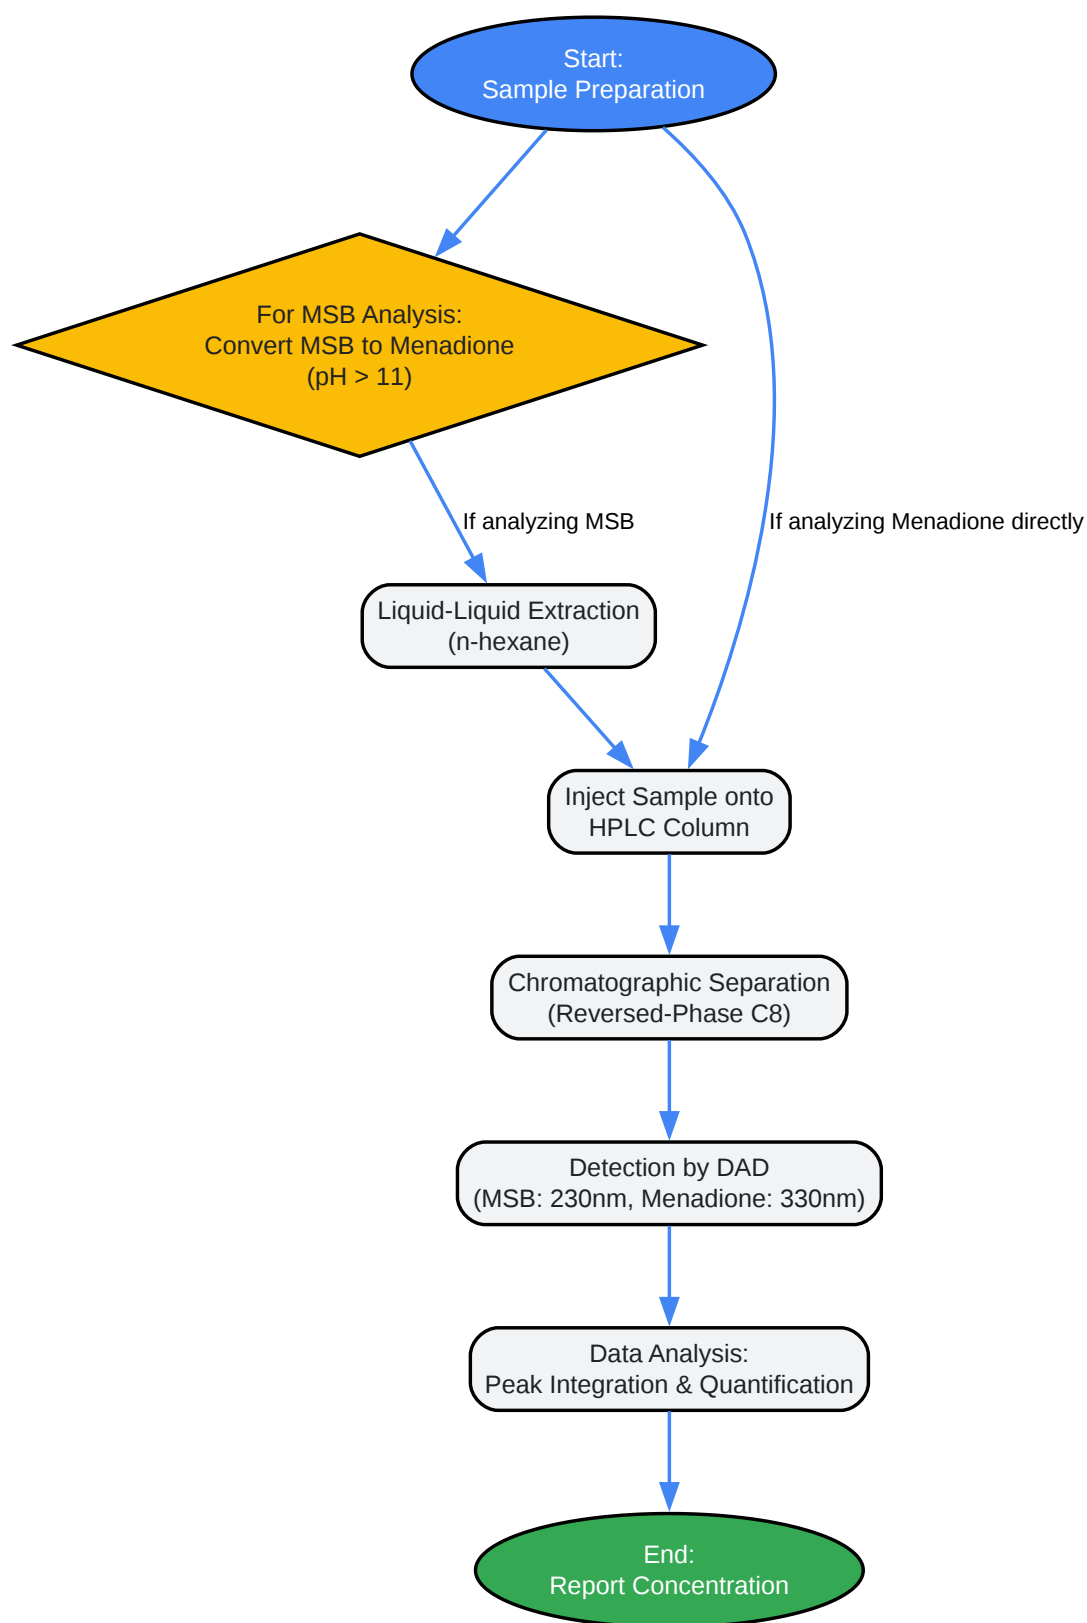 Start:
Sample Preparation
For MSB Analysis:
Convert MSB to Menadione
(pH > 11)
If analyzing MSB
If analyzing Menadione directly
Liquid-Liquid Extraction
(n-hexane)
Inject Sample onto
HPLC Column
Chromatographic Separation
(Reversed-Phase C8)
Detection by DAD
(MSB: 230nm, Menadione: 330nm)
Data Analysis:
Peak Integration & Quantification
End:
Report Concentration